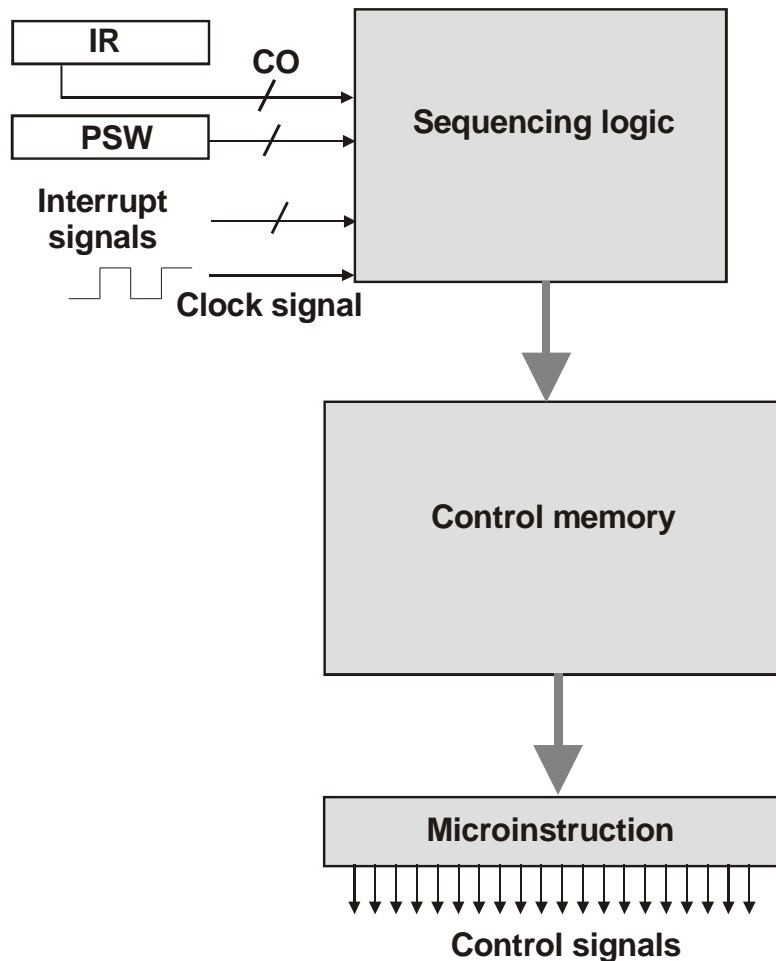 IR
CO
PSW
Sequencing logic
Interrupt
signals
Clock signal
Control memory
Microinstruction
Control signals